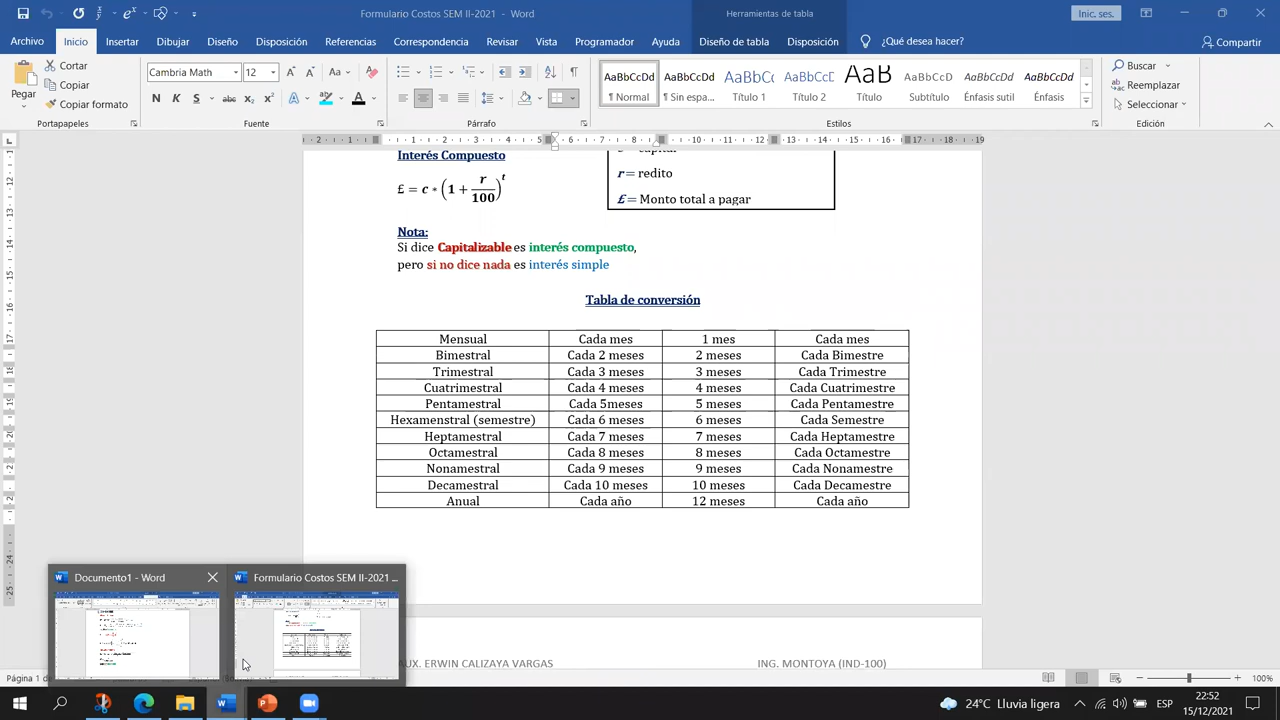 Formulario Costos SEM II-2021 - Word
Herramientas de tabla
Inic. ses.
Archivo Inicio Insertar Dibujar Diseño Disposición Referencias Correspondencia Revisar Vista Programador Ayuda Diseño de tabla Disposición ¿Qué desea hacer? Compartir
Pegar
Cortar
Copiar
Copiar formato
Portapapeles
Cambria Math 12
N K S abc x₂ x²
Fuente
Párrafo
AaBbCcDd AaBbCcDd AaBbCc AaBbCcD AaB AaBbCcD AaBbCcDd AaBbCcDd
¶ Normal ¶ Sin espa... Título 1 Título 2 Título Subtítulo Énfasis sutil Énfasis
Estilos
Buscar
Reemplazar
Seleccionar
Edición
Interés Compuesto
£ = c * (1 + r/100)^t
r = redito
£ = Monto total a pagar
Nota:
Si dice Capitalizable es interés compuesto,
pero si no dice nada es interés simple
Tabla de conversión
Mensual Cada mes 1 mes Cada mes
Bimestral Cada 2 meses 2 meses Cada Bimestre
Trimestral Cada 3 meses 3 meses Cada Trimestre
Cuatrimestral Cada 4 meses 4 meses Cada Cuatrimestre
Pentamestral Cada 5meses 5 meses Cada Pentamestre
Hexamenstral (semestre) Cada 6 meses 6 meses Cada Semestre
Heptamestral Cada 7 meses 7 meses Cada Heptamestre
Octamestral Cada 8 meses 8 meses Cada Octamestre
Nonamestral Cada 9 meses 9 meses Cada Nonamestre
Decamestral Cada 10 meses 10 meses Cada Decamestre
Anual Cada año 12 meses Cada año
Documento1 - Word
Formulario Costos SEM II-2021 ...
AUX. ERWIN CALIZAYA VARGAS
ING. MONTOYA (IND-100)
Página 1 de
100%
24°C Lluvia ligera
ESP
22:52
15/12/2021